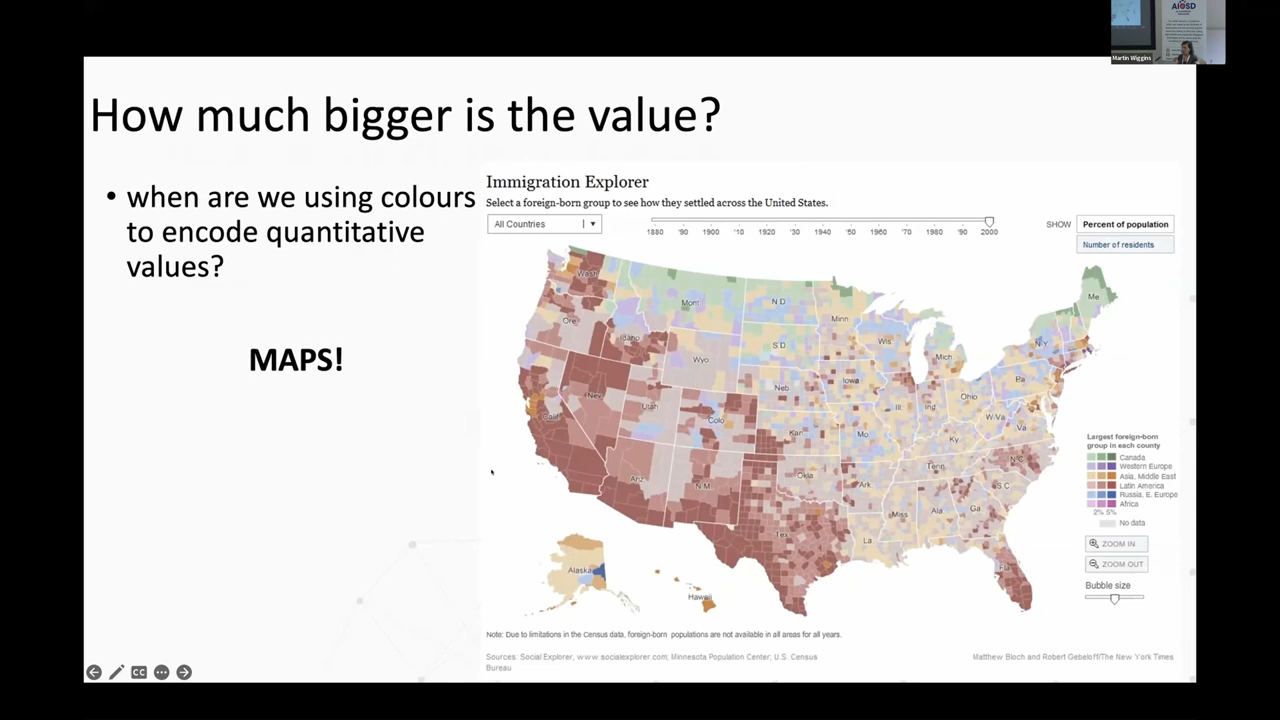 AIOSD
Martin Wiggins
How much bigger is the value?
• when are we using colours
to encode quantitative
values?
MAPS!
Immigration Explorer
Select a foreign-born group to see how they settled across the United States.
All Countries
1880 '90 1900 '10 1920 '30 1940 '50 1960 '70 1980 '90 2000
SHOW
Percent of population
Number of residents
Wash
Mont
N D
Minn
Me
Ore
Idaho
Wyo
S D
Wis
Mich
N Y
Nev
Utah
Colo
Neb
Iowa
Ill
Ind
Ohio
Pa
Calif
Kan
Mo
Ky
W Va
Va
Ariz
N M
Okla
Ark
Tenn
N C
S C
Tex
La
Miss
Ala
Ga
Fla
Alaska
Hawaii
Largest foreign-born
group in each county
Canada
Western Europe
Asia, Middle East
Latin America
Russia, E. Europe
Africa
2% 5%
No data
ZOOM IN
ZOOM OUT
Bubble size
Note: Due to limitations in the Census data, foreign-born populations are not available in all areas for all years.
Sources: Social Explorer, www.socialexplorer.com; Minnesota Population Center; U.S. Census
Bureau
Matthew Bloch and Robert Gebeloff/The New York Times
CC